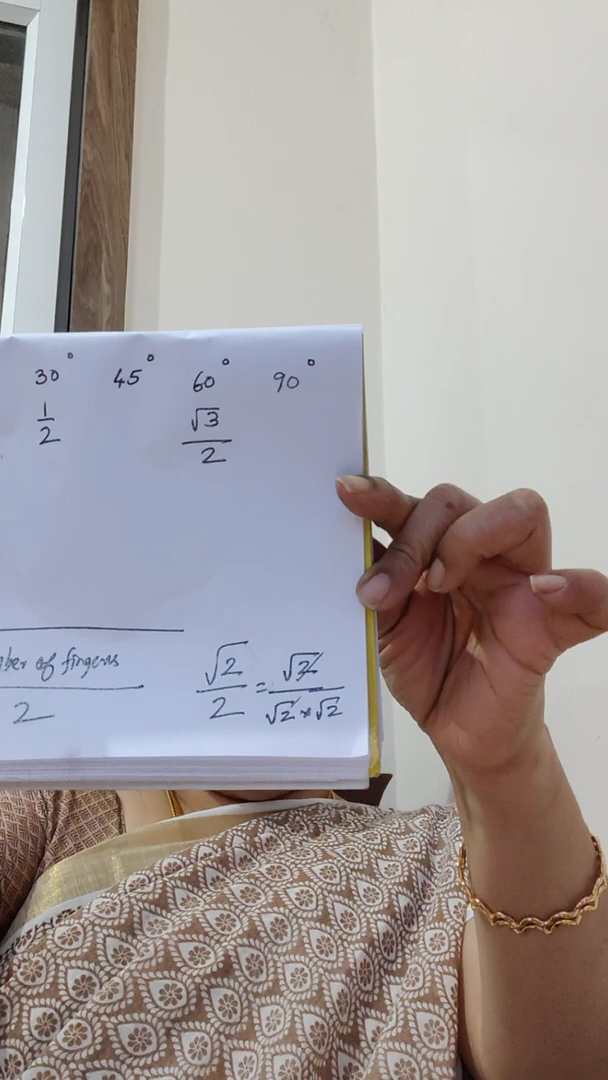 30° 45° 60° 90°
1/2 √3/2
ber of fingers
2
√2/2 = √2/√2×√2